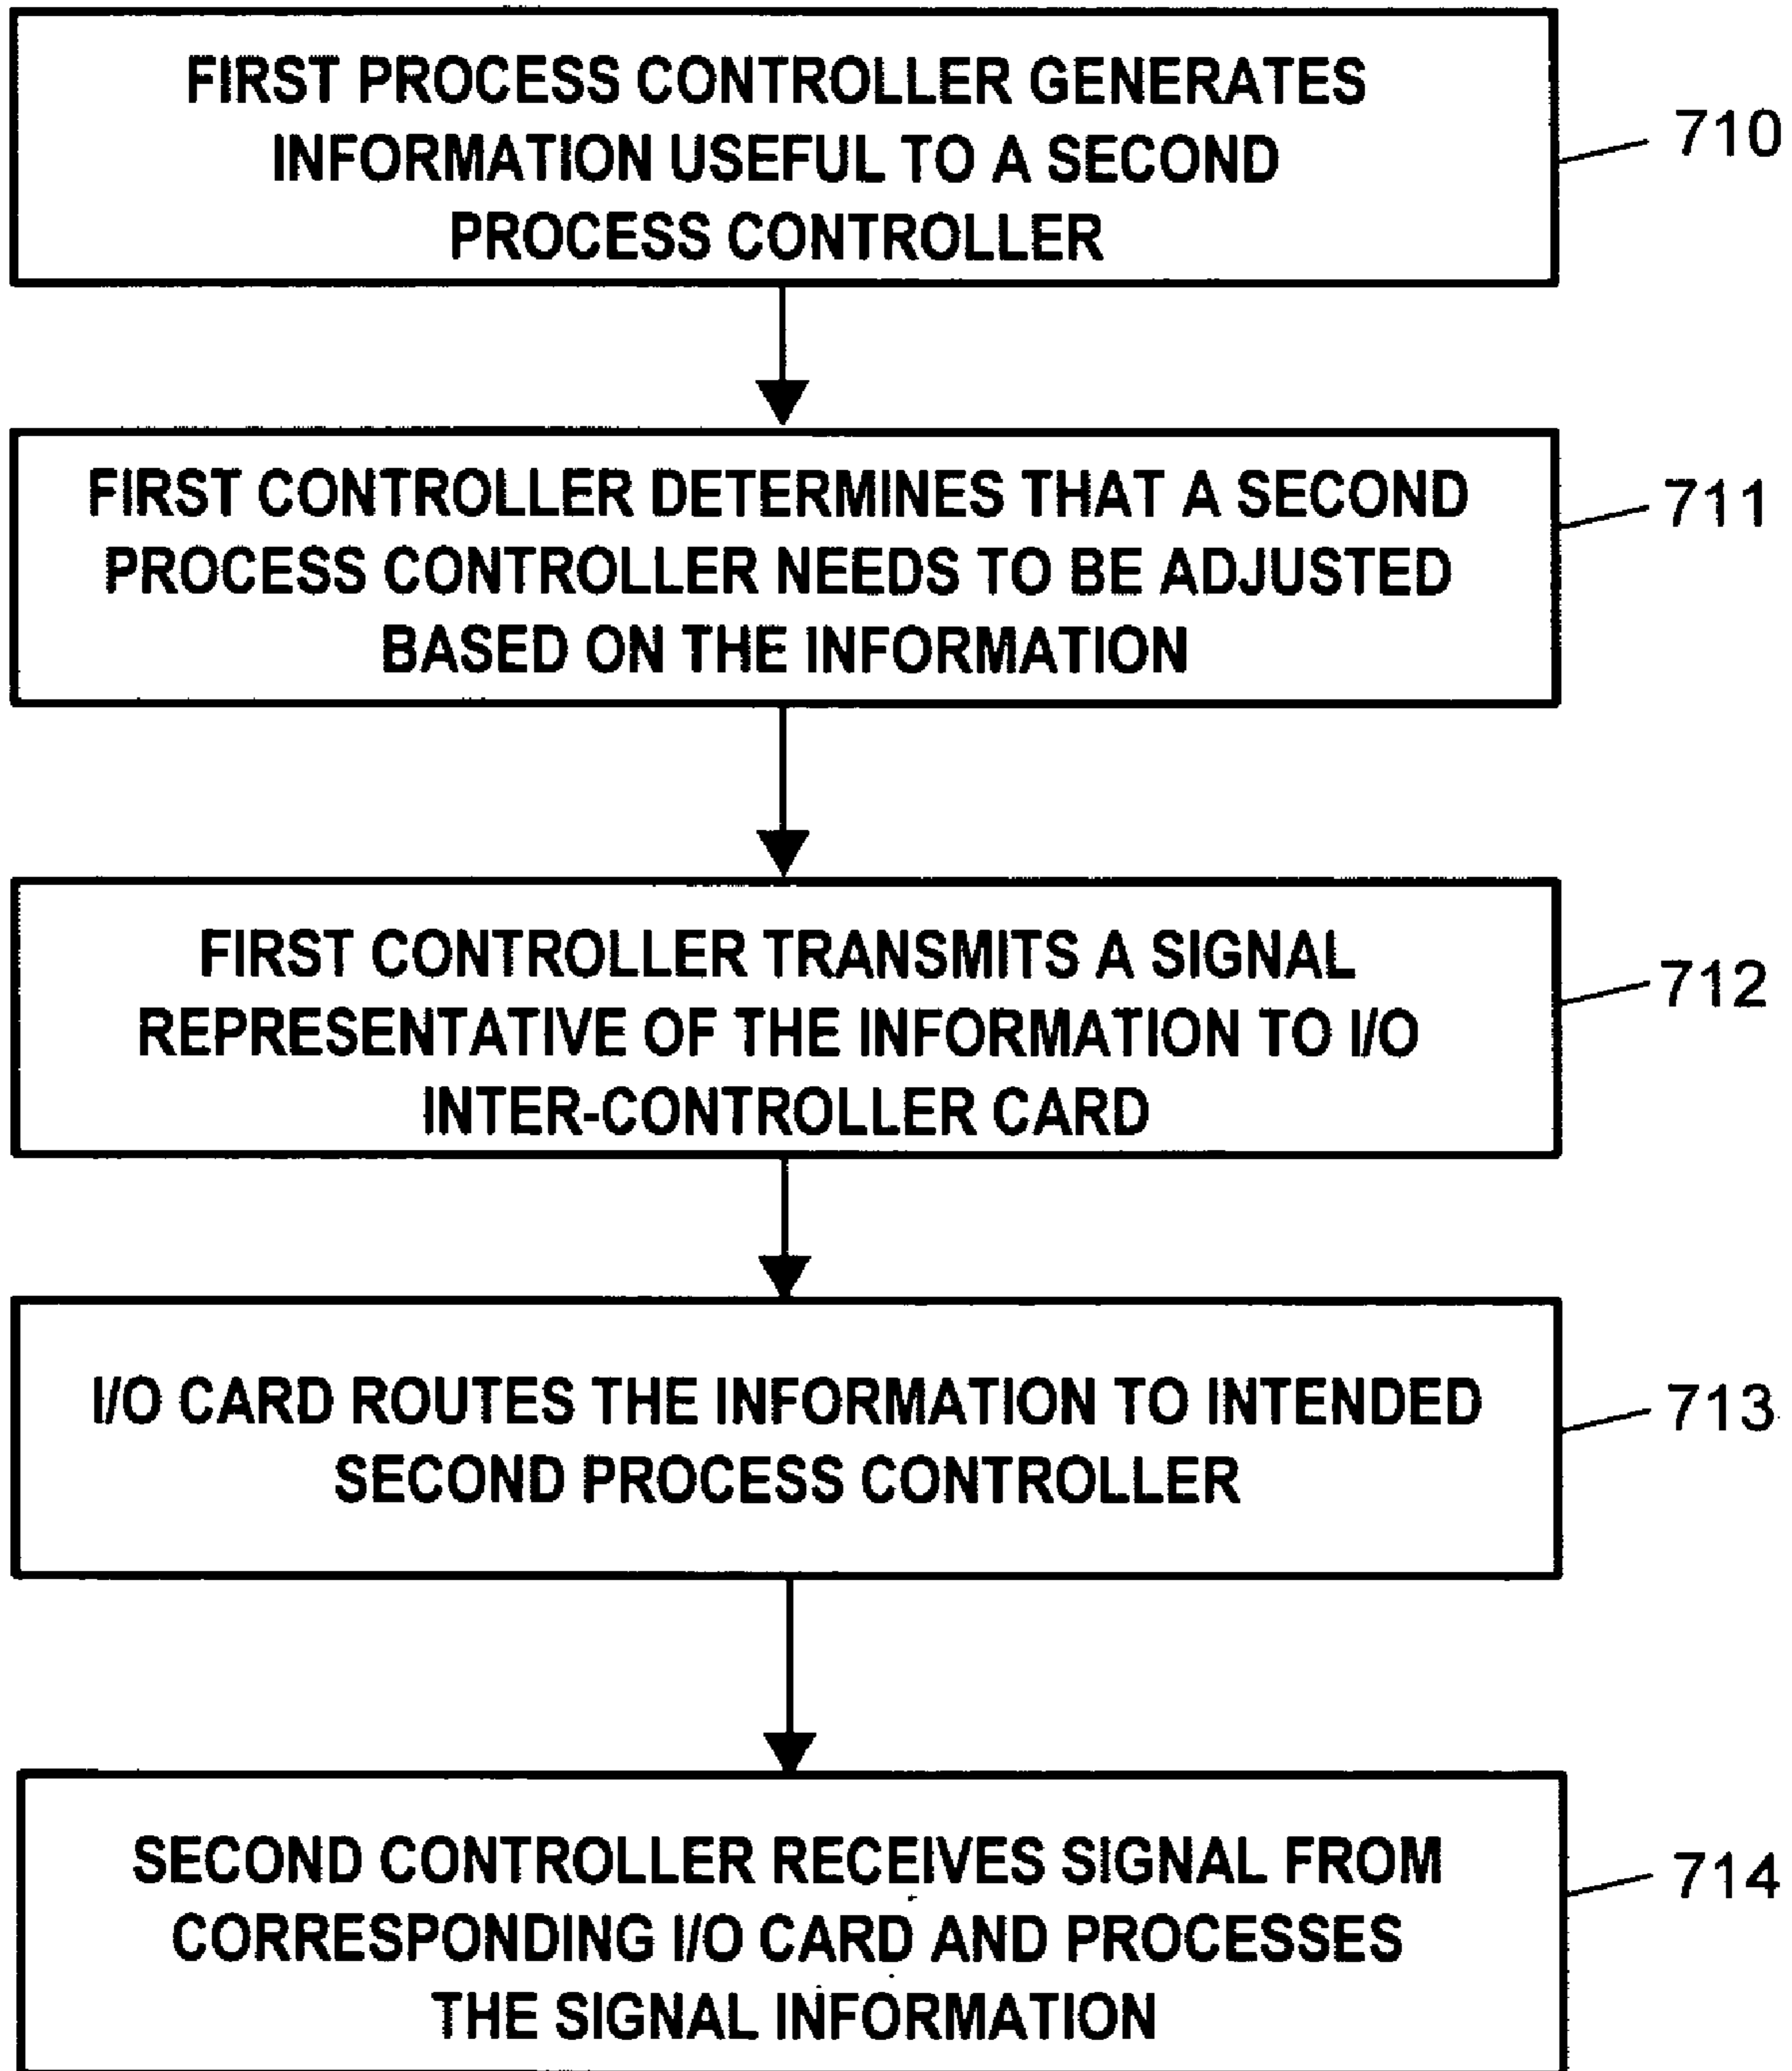 FIRST PROCESS CONTROLLER GENERATES
INFORMATION USEFUL TO A SECOND
PROCESS CONTROLLER
710
FIRST CONTROLLER DETERMINES THAT A SECOND
PROCESS CONTROLLER NEEDS TO BE ADJUSTED
BASED ON THE INFORMATION
711
FIRST CONTROLLER TRANSMITS A SIGNAL
REPRESENTATIVE OF THE INFORMATION TO I/O
INTER-CONTROLLER CARD
712
I/O CARD ROUTES THE INFORMATION TO INTENDED
SECOND PROCESS CONTROLLER
713
SECOND CONTROLLER RECEIVES SIGNAL FROM
CORRESPONDING I/O CARD AND PROCESSES
THE SIGNAL INFORMATION
714